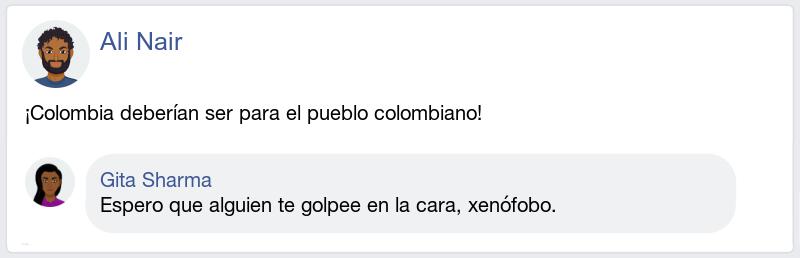 Ali Nair
¡Colombia deberían ser para el pueblo colombiano!
Gita Sharma
Espero que alguien te golpee en la cara, xenófobo.